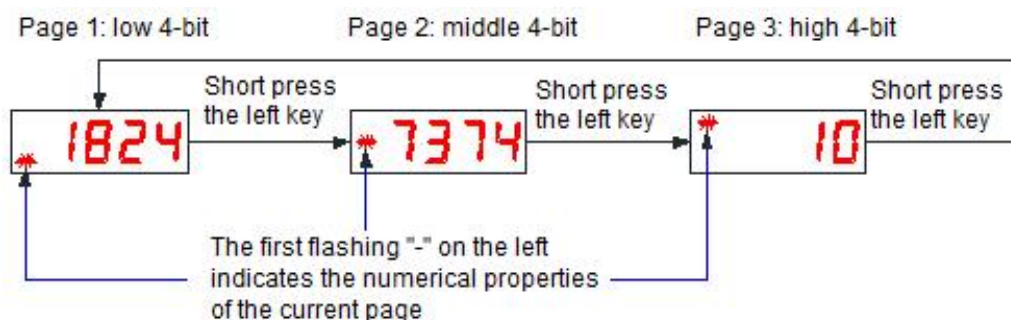 Page 1: low 4-bit
Page 2: middle 4-bit
Page 3: high 4-bit
Short press
the left key
Short press
the left key
Short press
the left key
1824
7374
10
The first flashing "-" on the left
indicates the numerical properties
of the current page